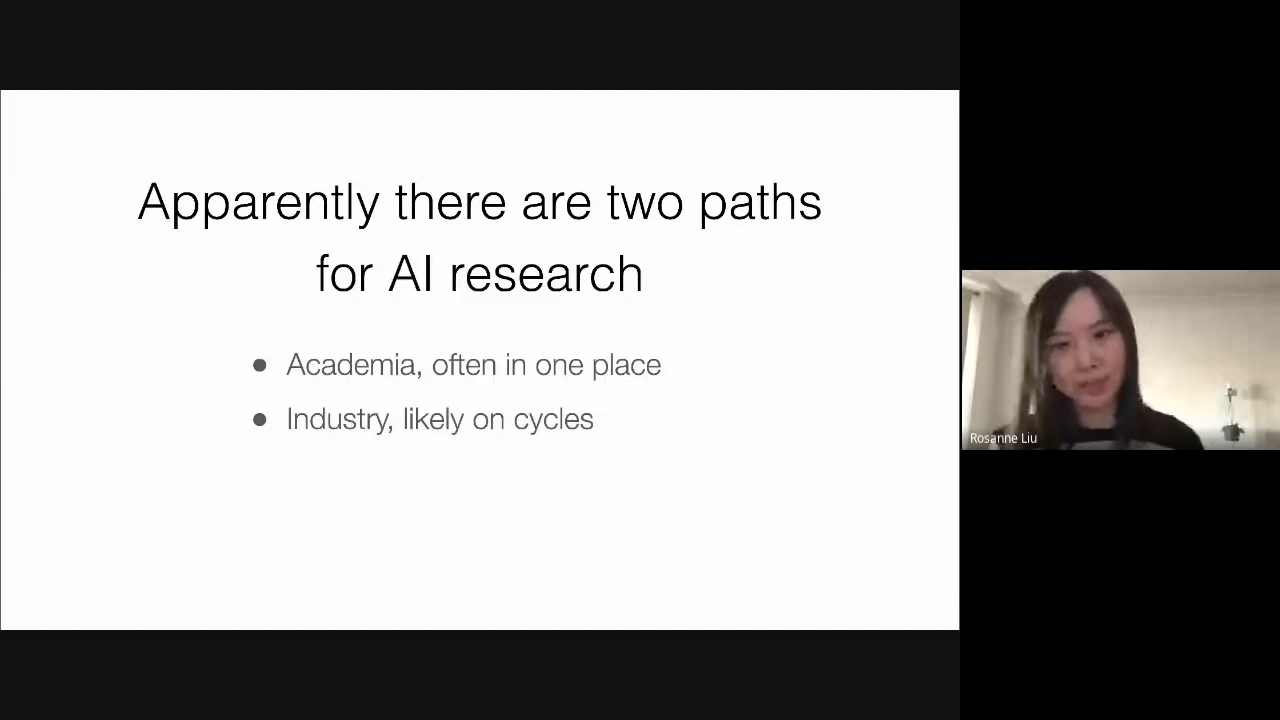 Apparently there are two paths
for AI research
● Academia, often in one place
● Industry, likely on cycles
Rosanne Liu